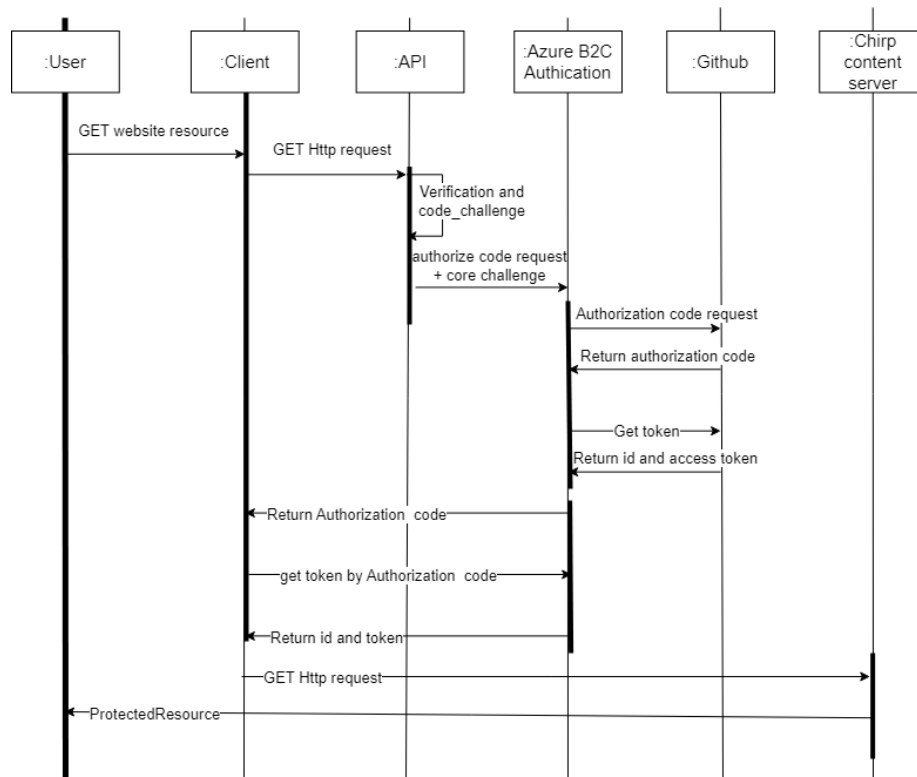 :User
:Client
:API
:Azure B2C
Authication
:Github
:Chirp
content
server
GET website resource
GET Http request
Verification and
code_challenge
authorize code request
+ core challenge
Authorization code request
Return authorization code
Get token
Return id and access token
Return Authorization code
get token by Authorization code
Return id and token
GET Http request
ProtectedResource